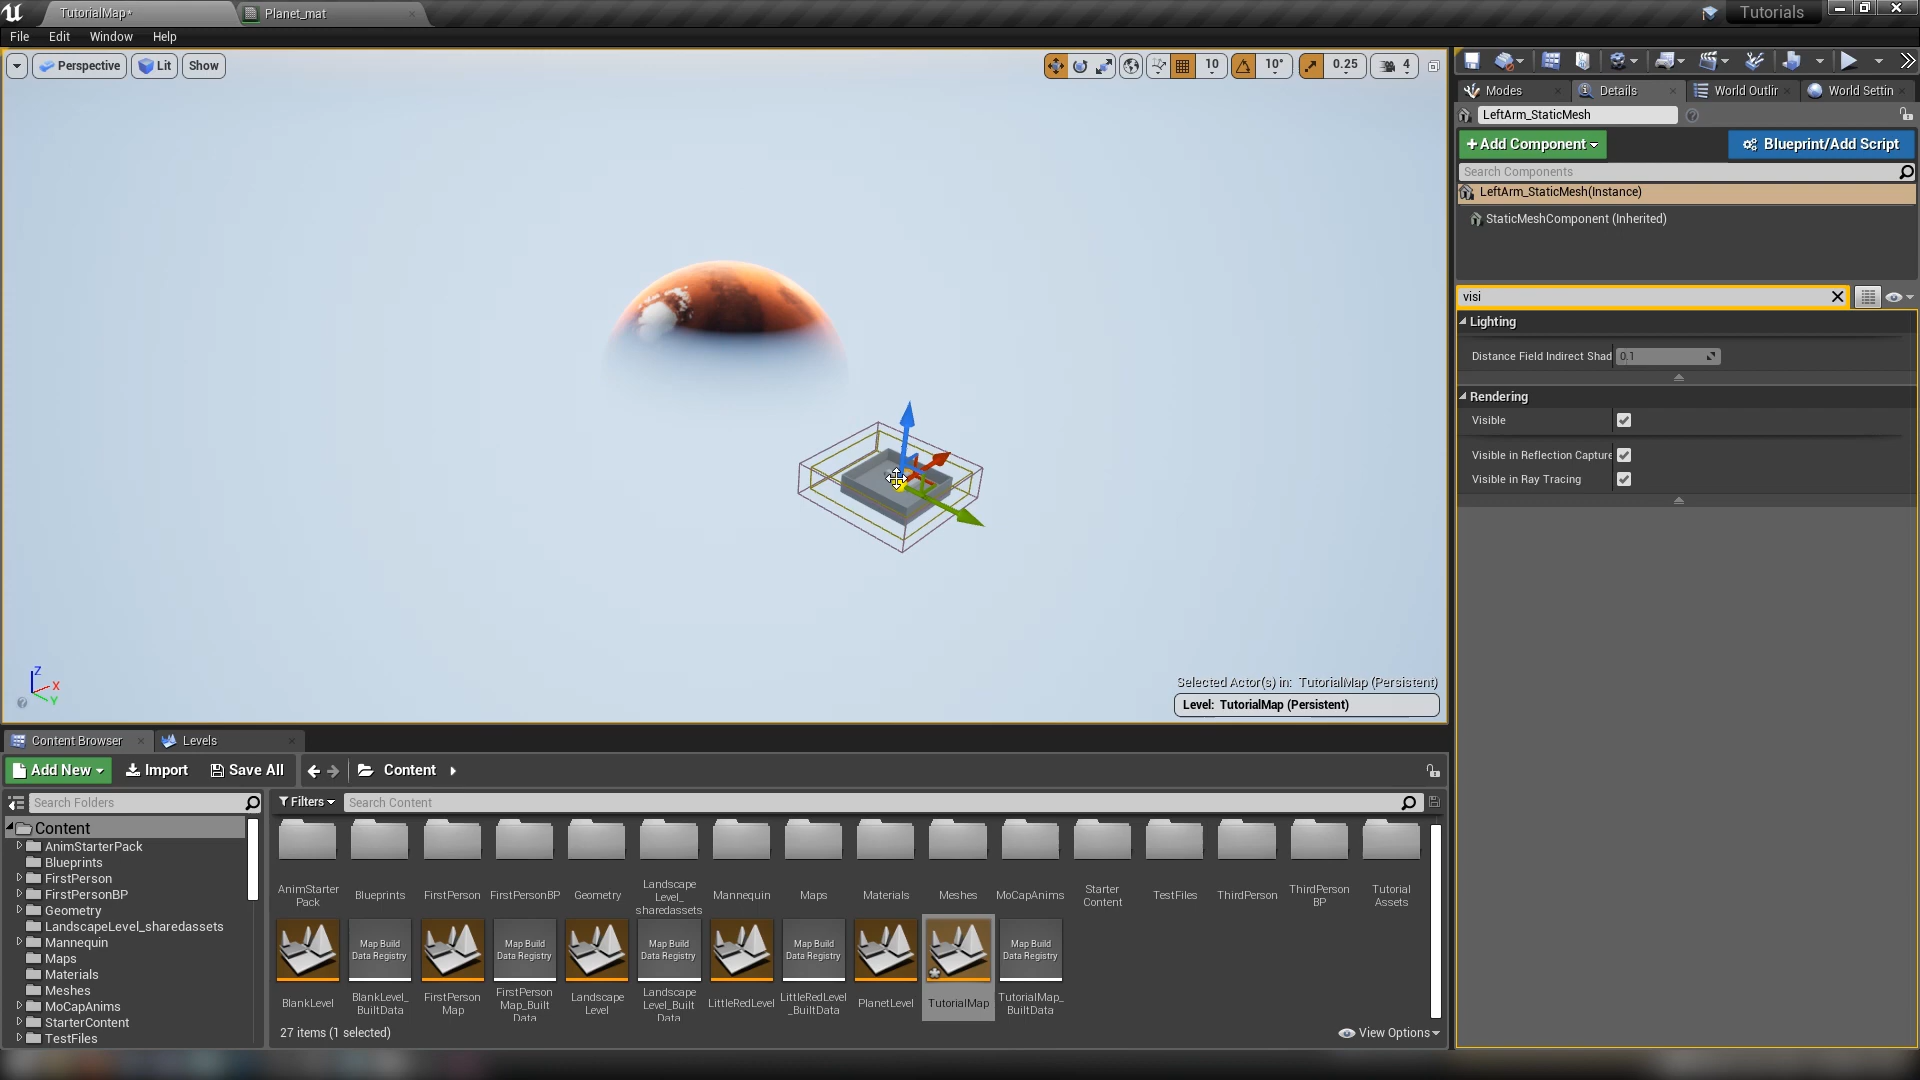 TutorialMap*
Planet_mat
Tutorials
File Edit Window Help
Perspective Lit Show
10 10° 0.25 4
Modes Details World Outlir World Settin
LeftArm_StaticMesh
+Add Component
Blueprint/Add Script
Search Components
LeftArm_StaticMesh(Instance)
StaticMeshComponent (Inherited)
visi
Lighting
Distance Field Indirect Shad 0.1
Rendering
Visible
Visible in Reflection Capture
Visible in Ray Tracing
Z
X
Y
Selected Actor(s) in: TutorialMap (Persistent)
Level: TutorialMap (Persistent)
Content Browser Levels
Add New Import Save All Content
Search Folders
Filters Search Content
Content
AnimStarterPack
Blueprints
FirstPerson
FirstPersonBP
Geometry
LandscapeLevel_sharedassets
Mannequin
Maps
Materials
Meshes
MoCapAnims
StarterContent
TestFiles
AnimStarter
Pack
Blueprints
FirstPerson
FirstPersonBP
Geometry
Landscape
Level_
sharedassets
Mannequin
Maps
Materials
Meshes
MoCapAnims
Starter
Content
TestFiles
ThirdPerson
ThirdPerson
BP
Tutorial
Assets
BlankLevel
Map Build
Data Registry
BlankLevel_
BuiltData
FirstPerson
Map
Map Build
Data Registry
FirstPerson
Map_Built
Data
Landscape
Level
Map Build
Data Registry
Landscape
Level_Built
Data
LittleRedLevel
Map Build
Data Registry
LittleRedLevel
_BuiltData
PlanetLevel
TutorialMap
Map Build
Data Registry
TutorialMap_
BuiltData
27 items (1 selected)
View Options